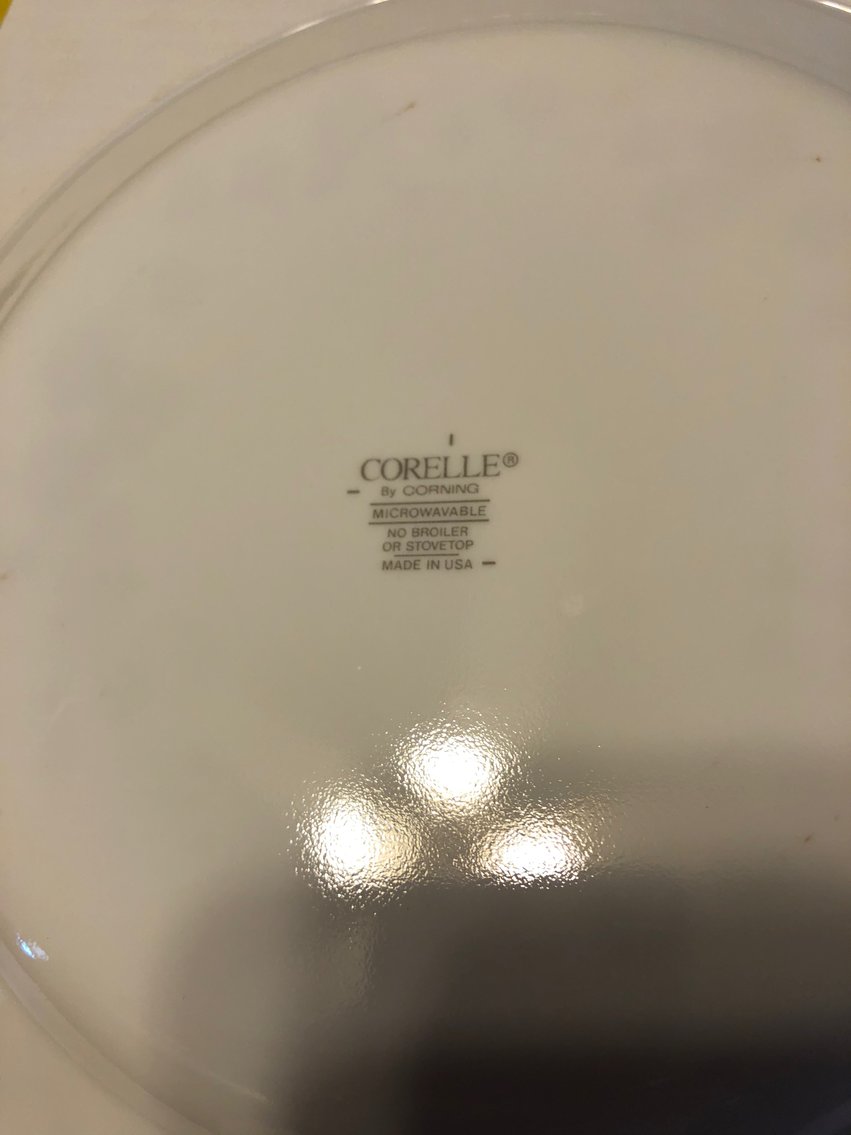 CORELLE®
By CORNING
MICROWAVABLE
NO BROILER
OR STOVETOP
MADE IN USA